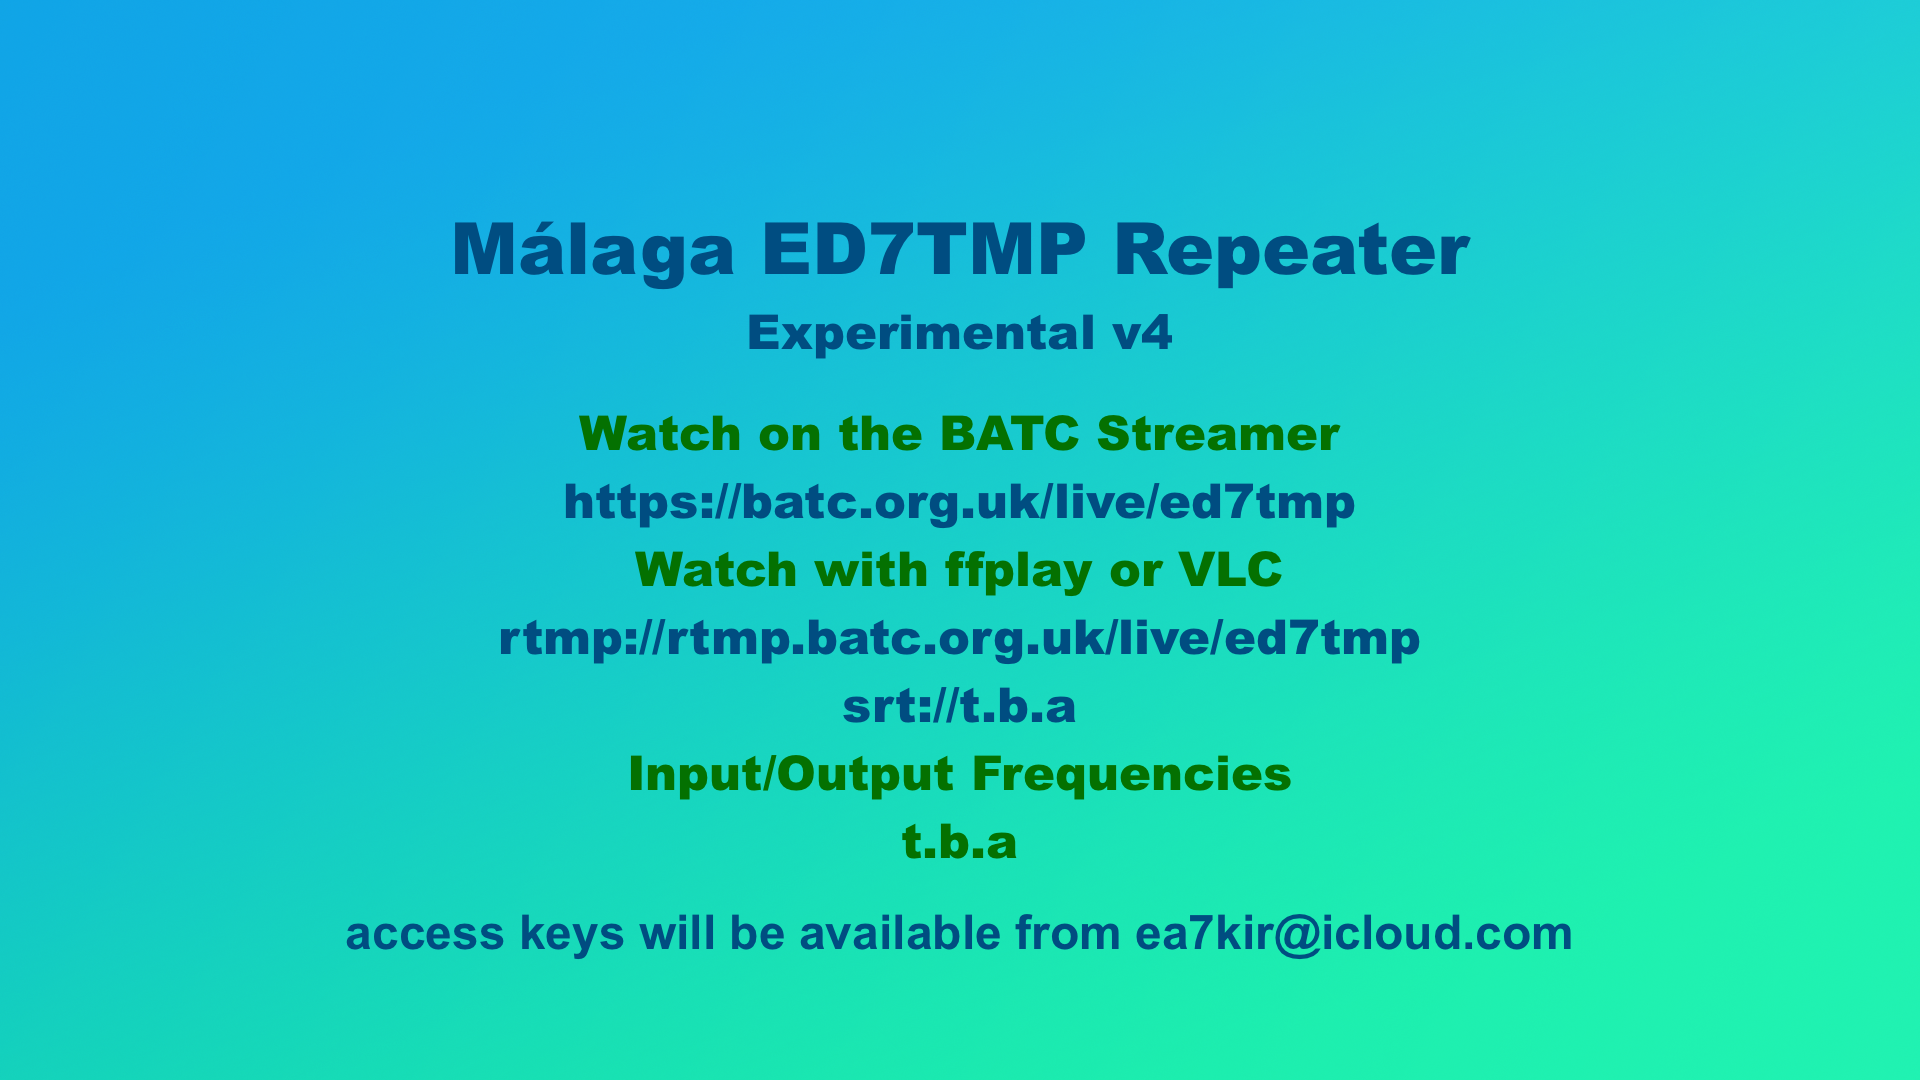 Málaga ED7TMP Repeater
Experimental v4
Watch on the BATC Streamer
https://batc.org.uk/live/ed7tmp
Watch with ffplay or VLC
rtmp://rtmp.batc.org.uk/live/ed7tmp
srt://t.b.a
Input/Output Frequencies
t.b.a
access keys will be available from ea7kir@icloud.com